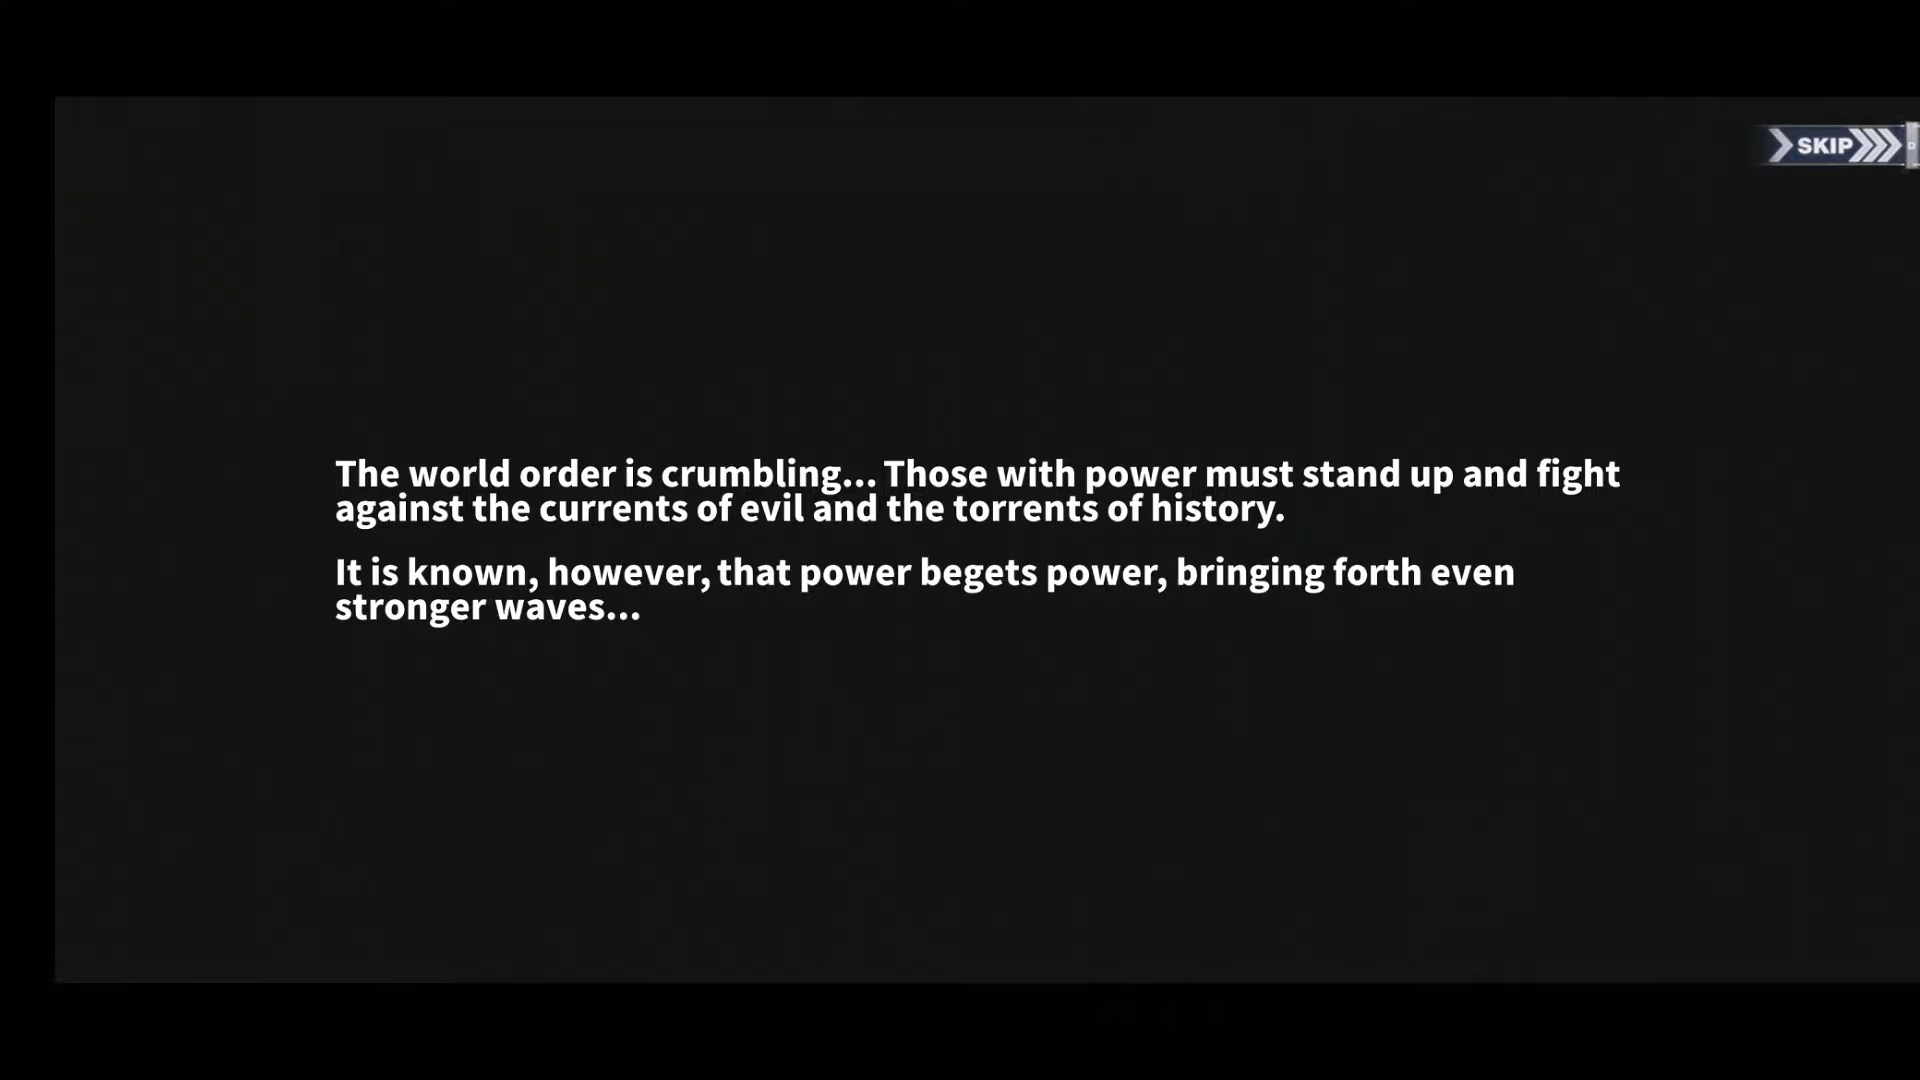 SKIP
The world order is crumbling... Those with power must stand up and fight
against the currents of evil and the torrents of history.
It is known, however, that power begets power, bringing forth even
stronger waves...